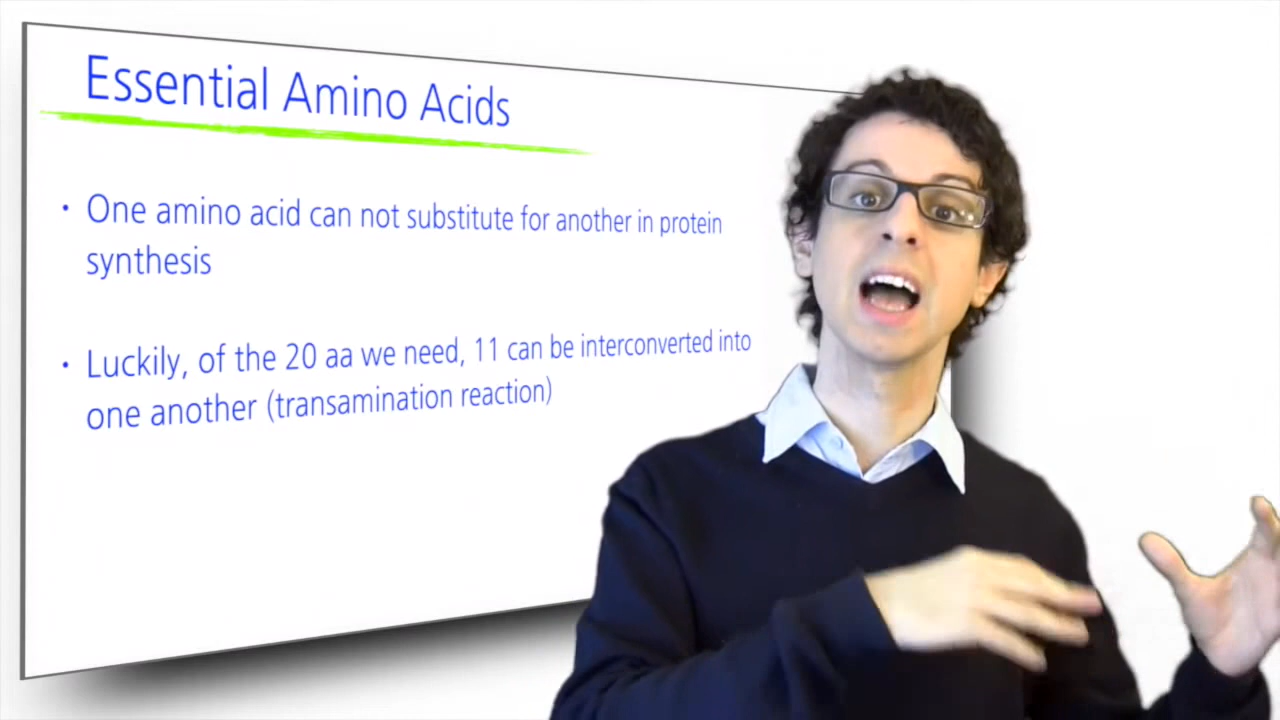 Essential Amino Acids
• One amino acid can not substitute for another in protein
synthesis
• Luckily, of the 20 aa we need, 11 can be interconverted into
one another (transamination reaction)